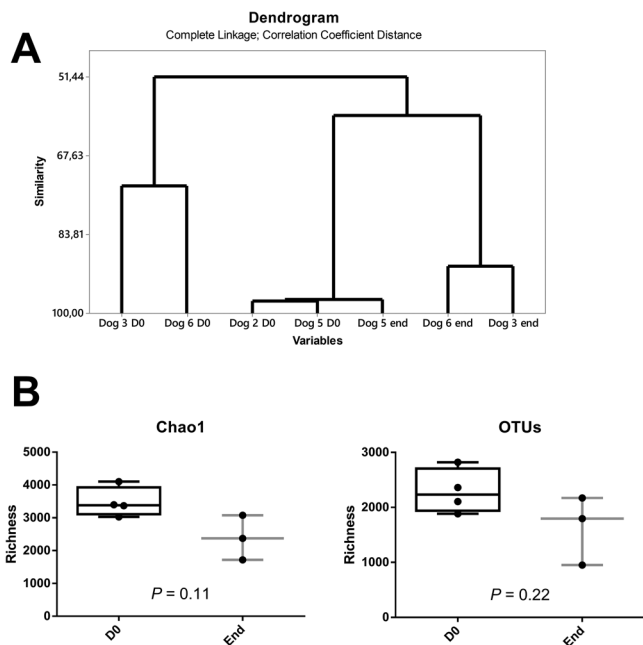 A
Dendrogram
Complete Linkage; Correlation Coefficient Distance
Similarity
51,44
67,63
83,81
100,00
Dog 3 D0 Dog 6 D0 Dog 2 D0 Dog 5 D0 Dog 5 end Dog 6 end Dog 3 end
Variables
B
Chao1
Richness
5000
4000
3000
2000
1000
0
P = 0.11
D0 End
OTUs
Richness
3000
2000
1000
0
P = 0.22
D0 End